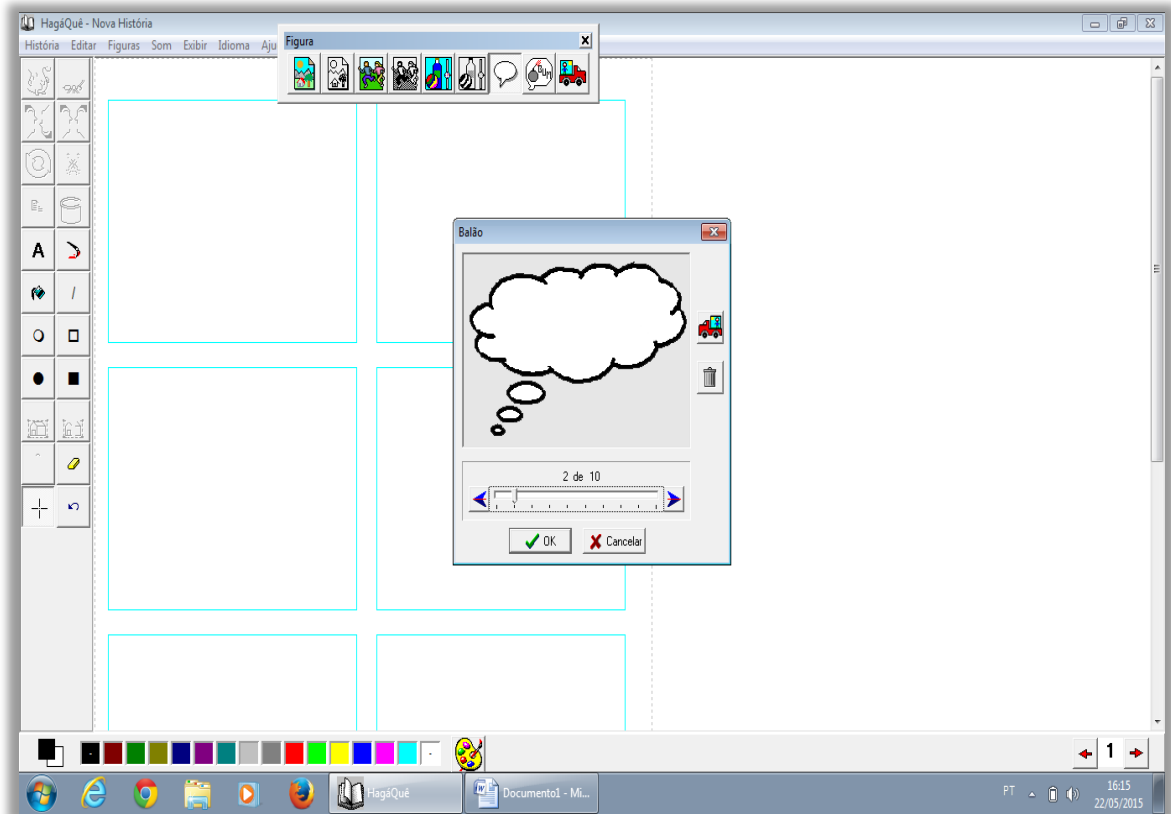 HagáQuê - Nova História
História Editar Figuras Som Exibir Idioma Aju
Figura
BUM
A
Balão
2 de 10
OK Cancelar
1
HagáQuê
Documento1 - Mi...
PT
16:15
22/05/2015